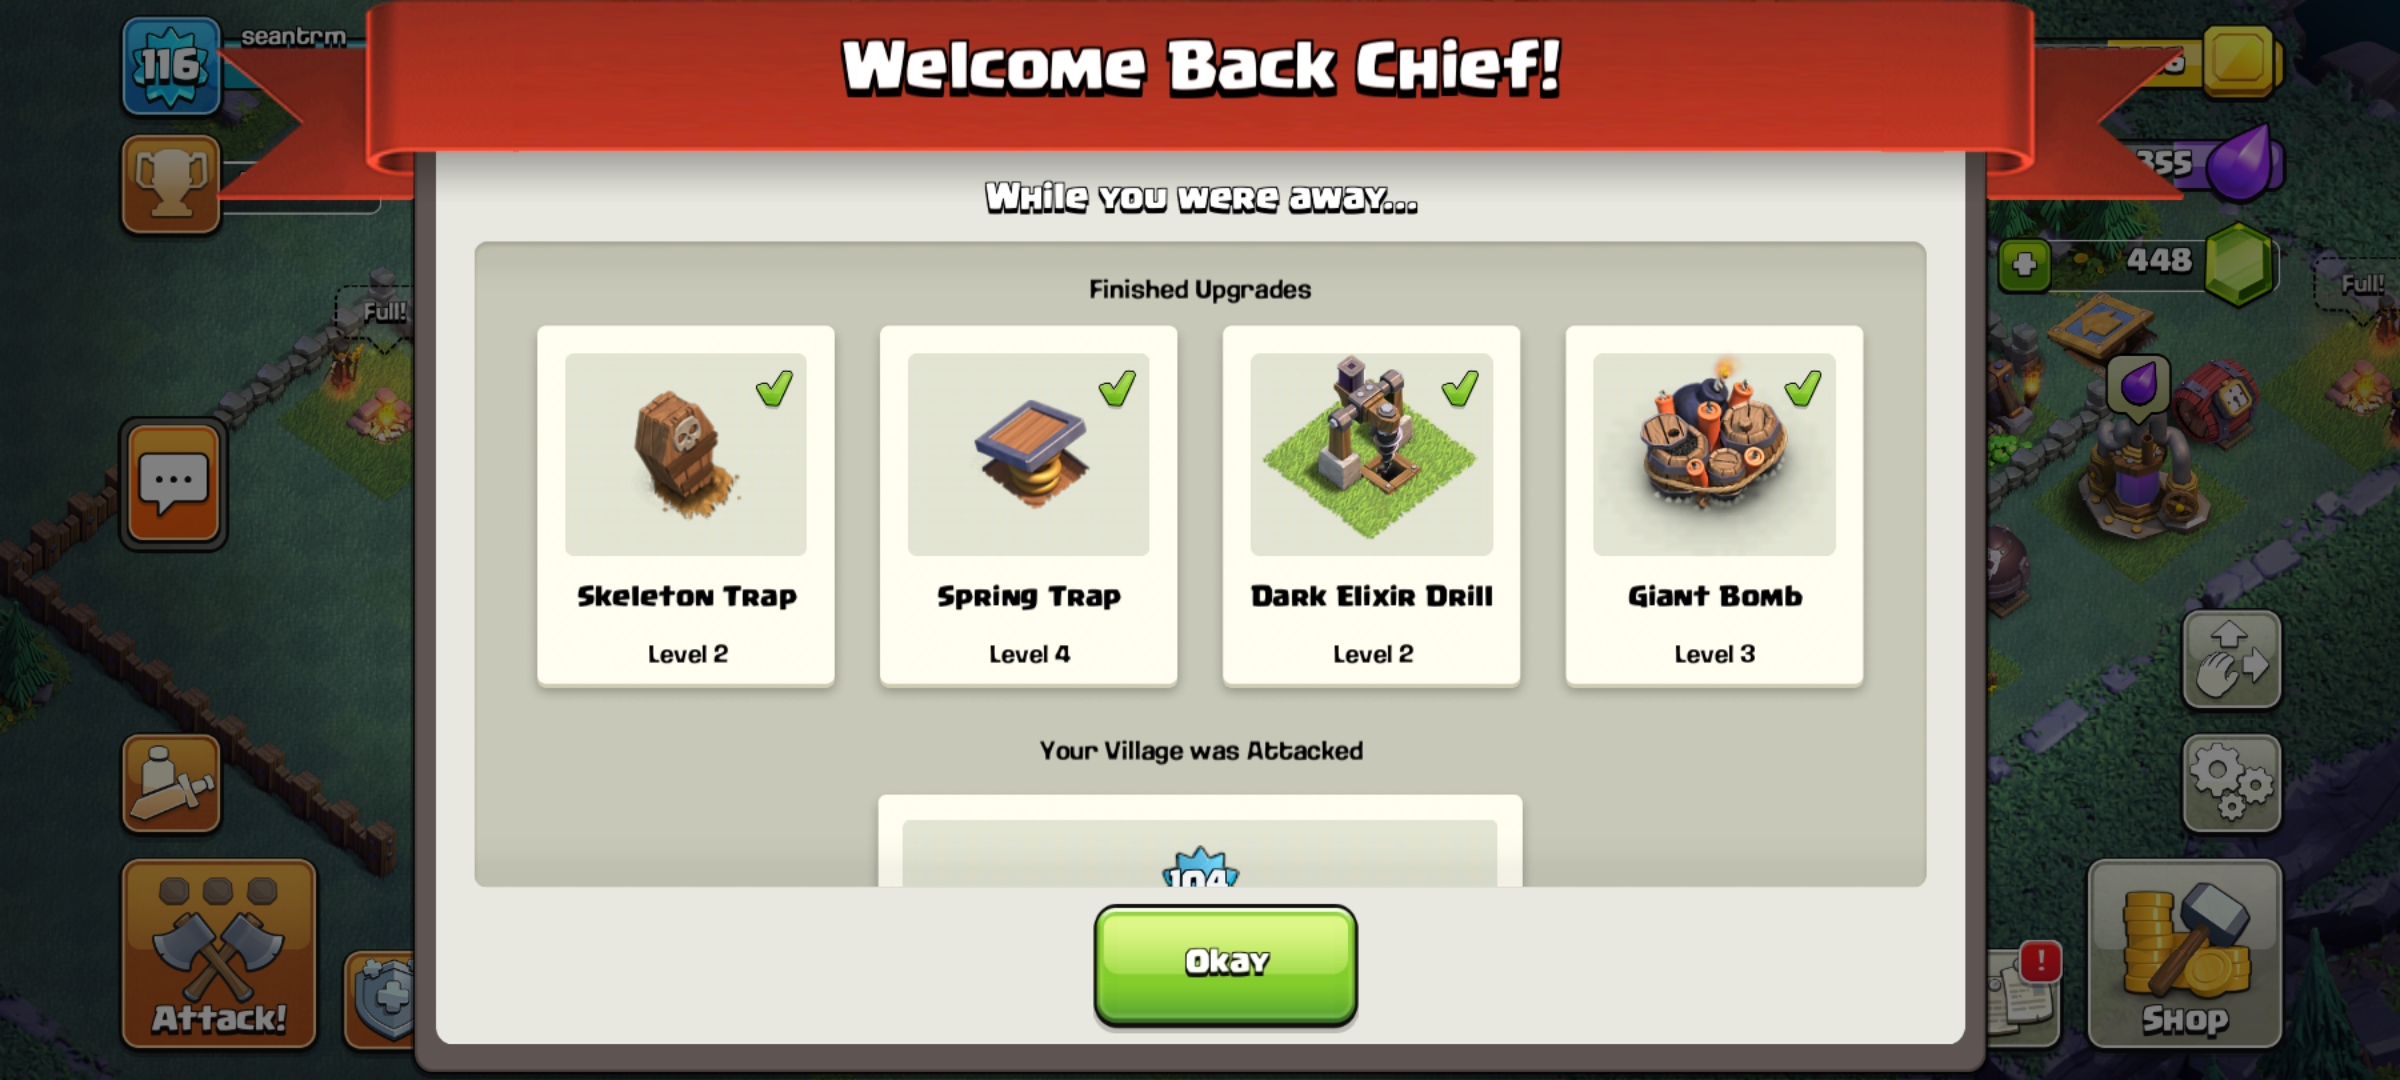 116
seantrm
Welcome Back Chief!
While you were away...
355
448
Full!
Full!
Finished Upgrades
Skeleton Trap
Level 2
Spring Trap
Level 4
Dark Elixir Drill
Level 2
Giant Bomb
Level 3
Your Village was Attacked
104
Okay
Attack!
!
Shop